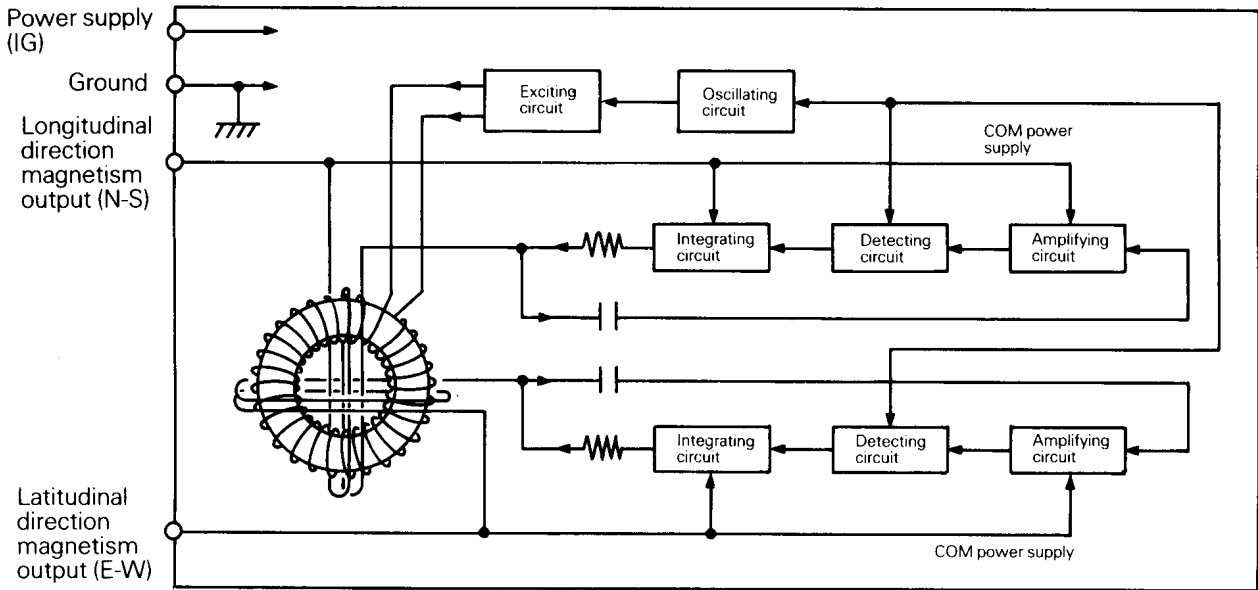 Power supply
(IG)
Ground
Longitudinal
direction
magnetism
output (N-S)
Exciting
circuit
Oscillating
circuit
COM power
supply
Integrating
circuit
Detecting
circuit
Amplifying
circuit
Integrating
circuit
Detecting
circuit
Amplifying
circuit
Latitudinal
direction
magnetism
output (E-W)
COM power supply